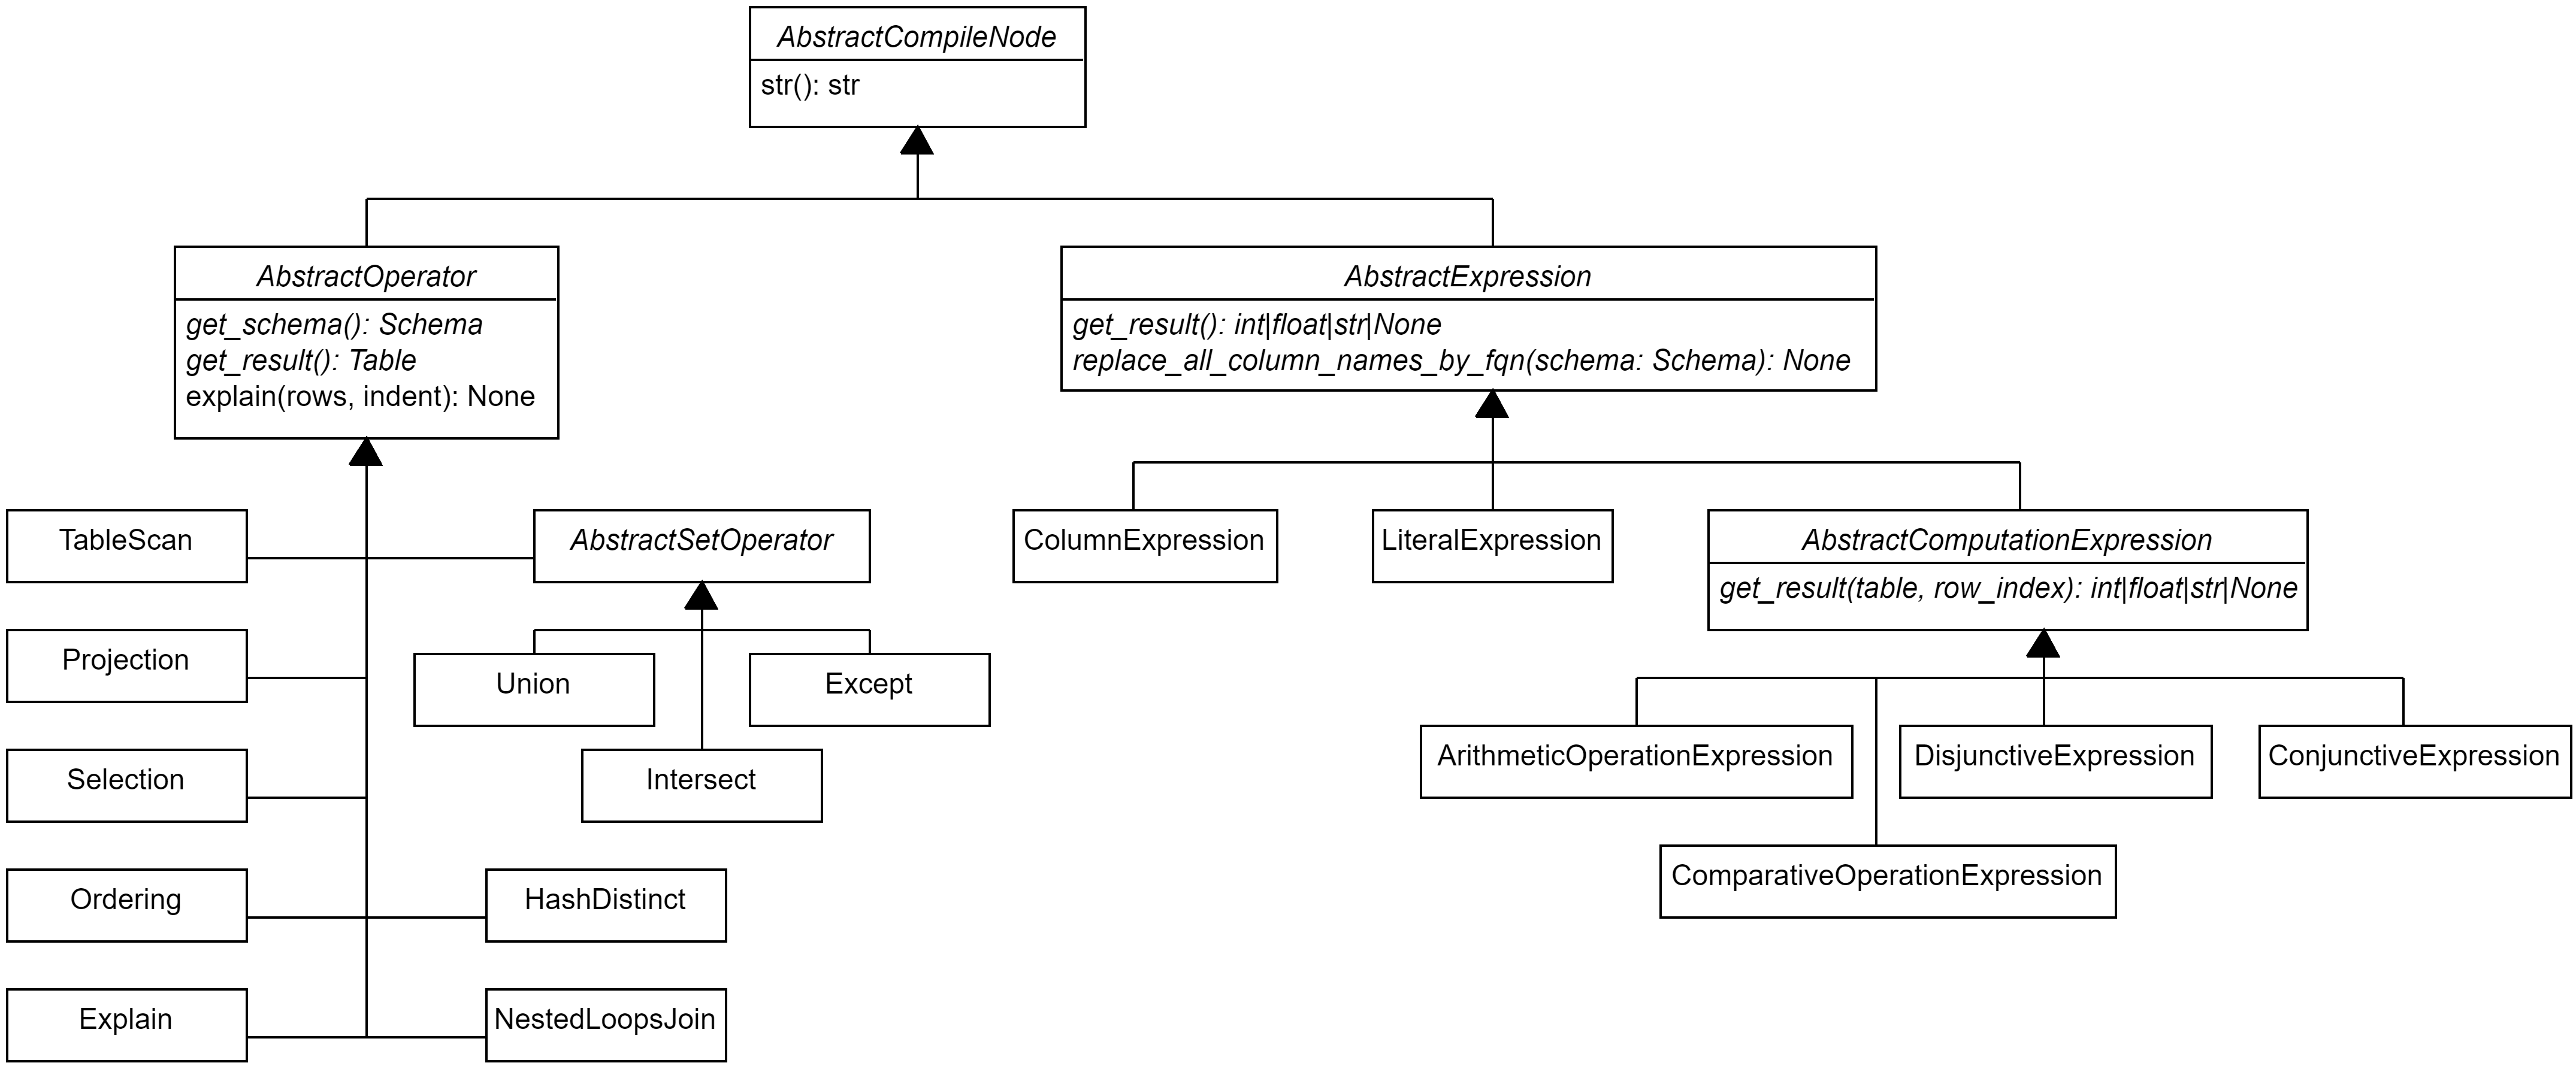 AbstractCompileNode
str(): str
AbstractOperator
get_schema(): Schema
get_result(): Table
explain(rows, indent): None
AbstractExpression
get_result(): int|float|str|None
replace_all_column_names_by_fqn(schema: Schema): None
TableScan
AbstractSetOperator
ColumnExpression
LiteralExpression
AbstractComputationExpression
get_result(table, row_index): int|float|str|None
Projection
Union
Except
Selection
Intersect
ArithmeticOperationExpression
DisjunctiveExpression
ConjunctiveExpression
Ordering
HashDistinct
ComparativeOperationExpression
Explain
NestedLoopsJoin